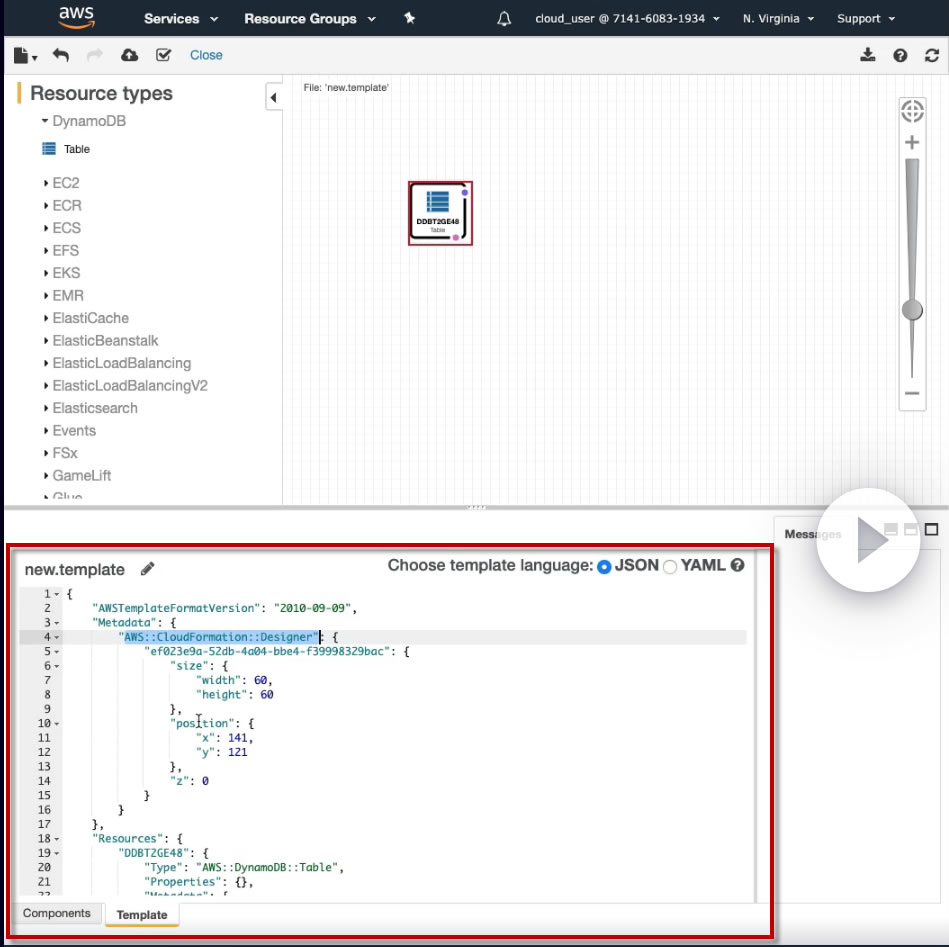 aws Services Resource Groups cloud_user @ 7141-6083-1934 N. Virginia Support
Close
Resource types
DynamoDB
Table
EC2
ECR
ECS
EFS
EKS
EMR
ElastiCache
ElasticBeanstalk
ElasticLoadBalancing
ElasticLoadBalancingV2
Elasticsearch
Events
FSx
GameLift
Glue
File: 'new.template'
DDBT2GE48
Table
Messages
new.template Choose template language: JSON YAML
1 {
2 "AWSTemplateFormatVersion": "2010-09-09",
3 "Metadata": {
4 "AWS::CloudFormation::Designer": {
5 "ef023e9a-52db-4a04-bbe4-f39998329bac": {
6 "size": {
7 "width": 60,
8 "height": 60
9 },
10 "position": {
11 "x": 141,
12 "y": 121
13 },
14 "z": 0
15 }
16 }
17 },
18 "Resources": {
19 "DDBT2GE48": {
20 "Type": "AWS::DynamoDB::Table",
21 "Properties": {},
22 "Metadata": {
Components Template